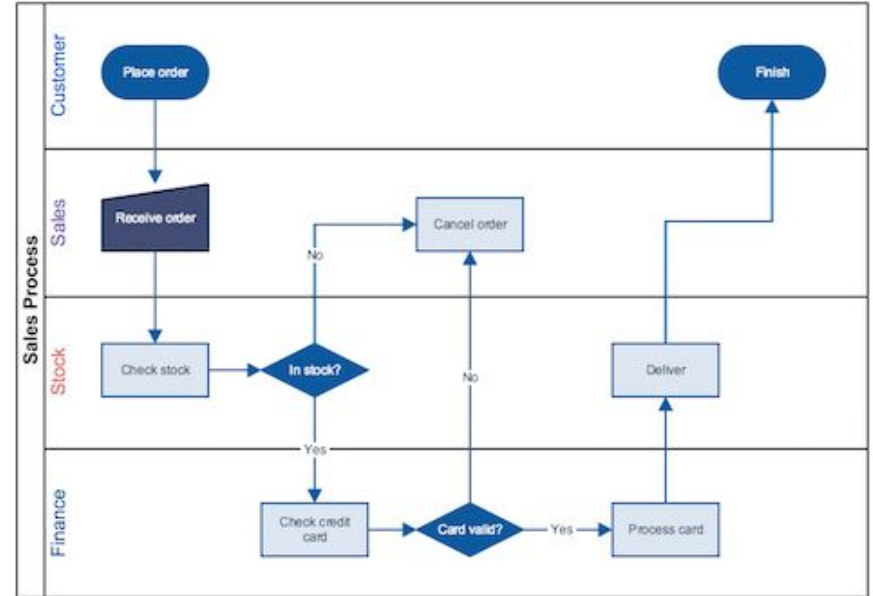 Sales Process
Customer
Place order
Finish
Sales
Receive order
Cancel order
No
Stock
Check stock
In stock?
No
Deliver
Yes
Finance
Check credit
card
Card valid?
Yes
Process card